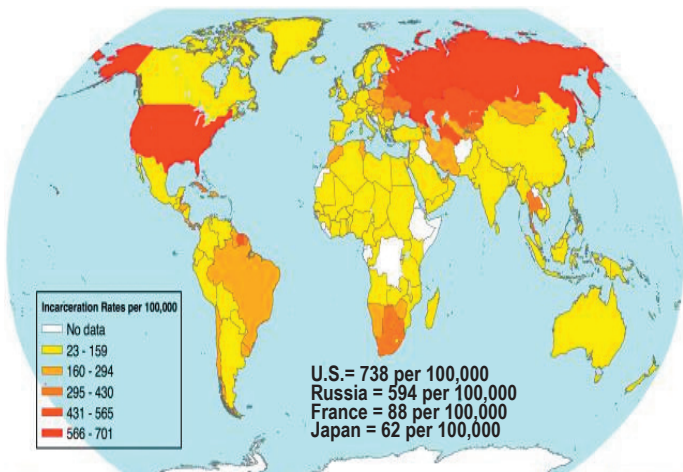 Incarceration Rates per 100,000
No data
23 - 159
160 - 294
295 - 430
431 - 565
566 - 701
U.S.= 738 per 100,000
Russia = 594 per 100,000
France = 88 per 100,000
Japan = 62 per 100,000